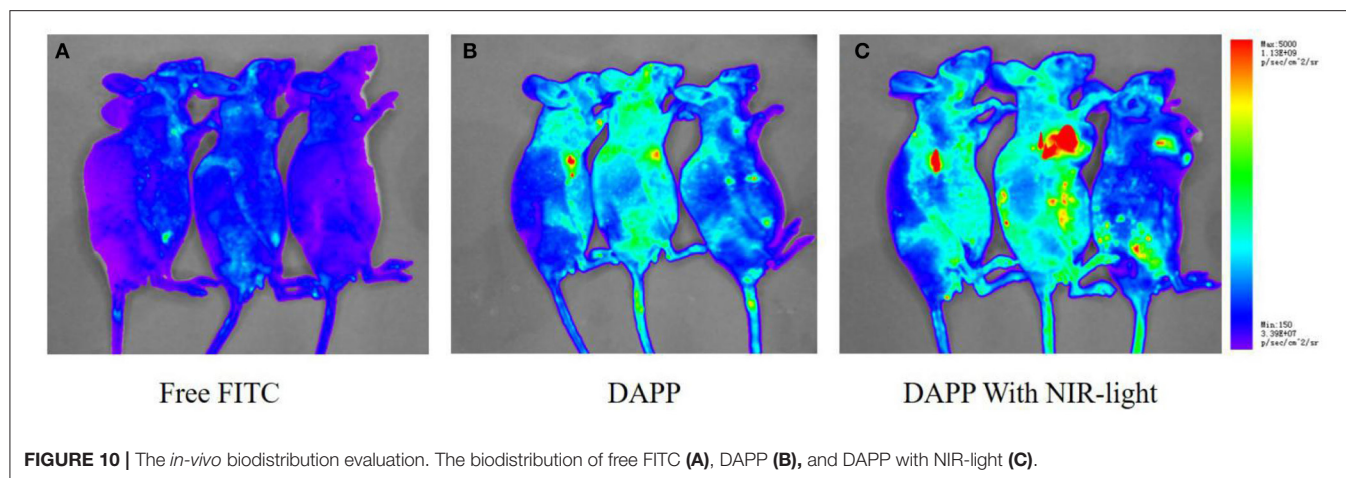 A
B
C
Max:5000
1.13E+09
p/sec/cm^2/sr
Min:150
3.39E+07
p/sec/cm^2/sr
Free FITC
DAPP
DAPP With NIR-light
FIGURE 10 | The in-vivo biodistribution evaluation. The biodistribution of free FITC (A), DAPP (B), and DAPP with NIR-light (C).